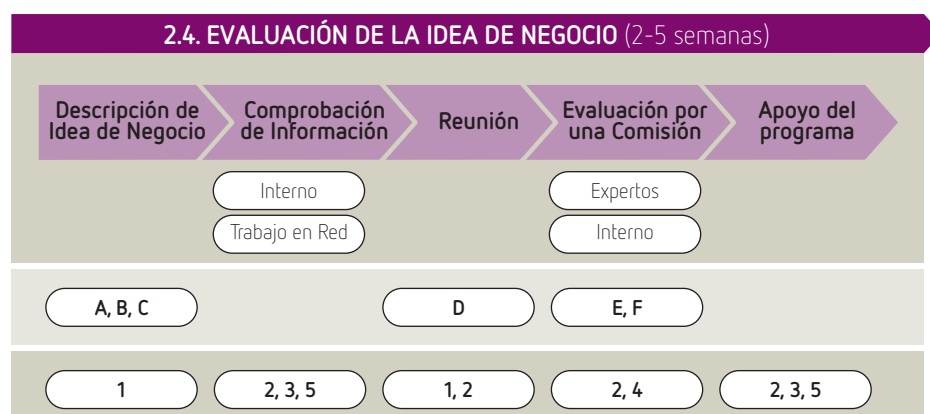 2.4. EVALUACIÓN DE LA IDEA DE NEGOCIO (2-5 semanas)
Descripción de
Idea de Negocio
Comprobación
de Información
Reunión
Evaluación por
una Comisión
Apoyo del
programa
Interno
Trabajo en Red
Expertos
Interno
A, B, C
D
E, F
1
2, 3, 5
1, 2
2, 4
2, 3, 5